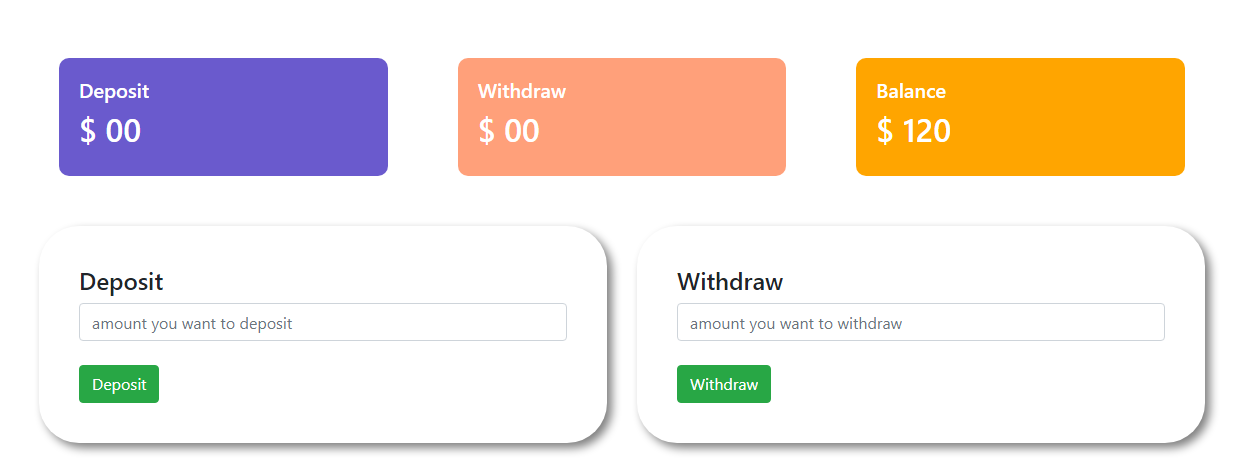 Deposit
$ 00
Withdraw
$ 00
Balance
$ 120
Deposit
amount you want to deposit
Deposit
Withdraw
amount you want to withdraw
Withdraw